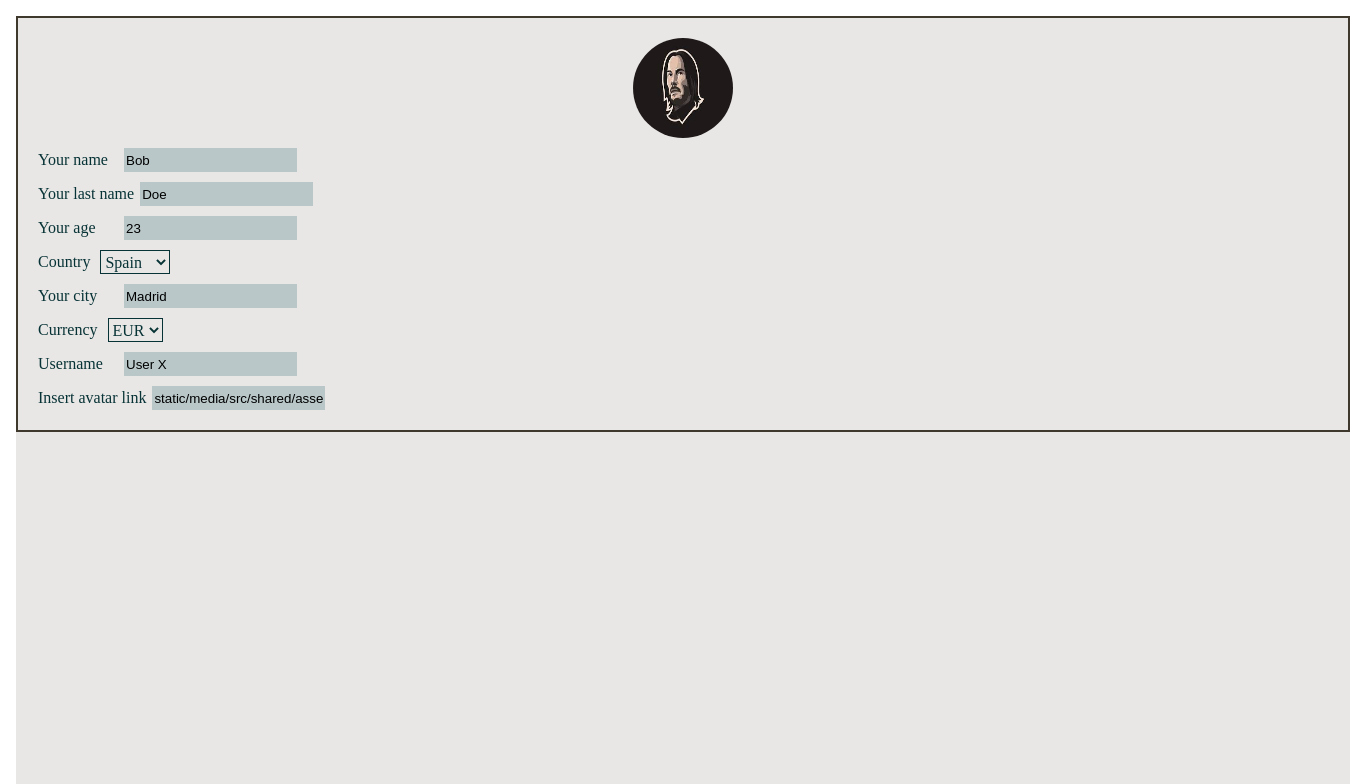 Your name Bob
Your last name Doe
Your age 23
Country Spain
Your city Madrid
Currency EUR
Username User X
Insert avatar link static/media/src/shared/asse